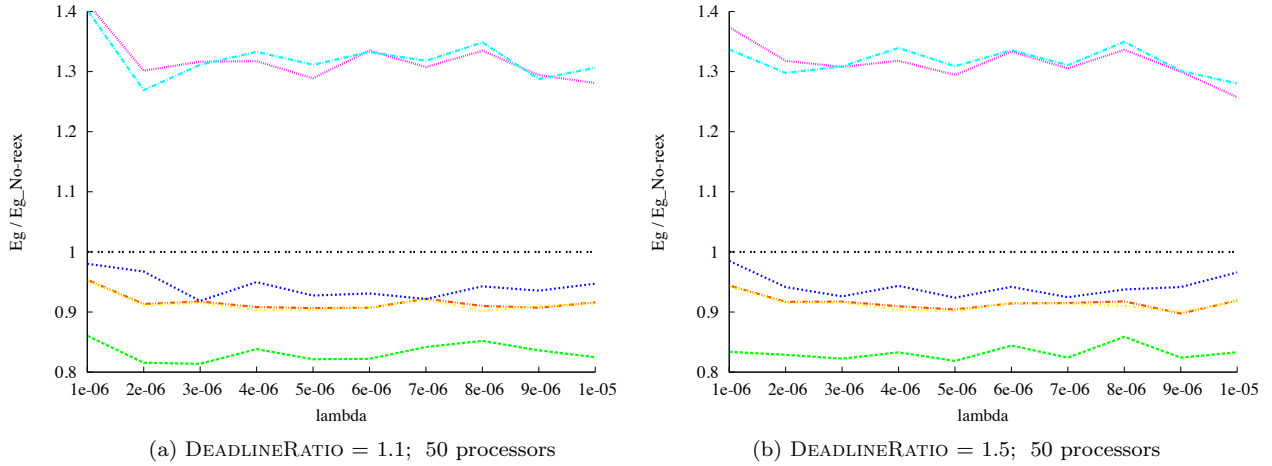 1.4
1.3
1.2
1.1
1
0.9
0.8
Eg / Eg_No-reex
1e-06 2e-06 3e-06 4e-06 5e-06 6e-06 7e-06 8e-06 9e-06 1e-05
lambda
(a) DEADLINERATIO = 1.1; 50 processors
1.4
1.3
1.2
1.1
1
0.9
0.8
Eg / Eg_No-reex
1e-06 2e-06 3e-06 4e-06 5e-06 6e-06 7e-06 8e-06 9e-06 1e-05
lambda
(b) DEADLINERATIO = 1.5; 50 processors